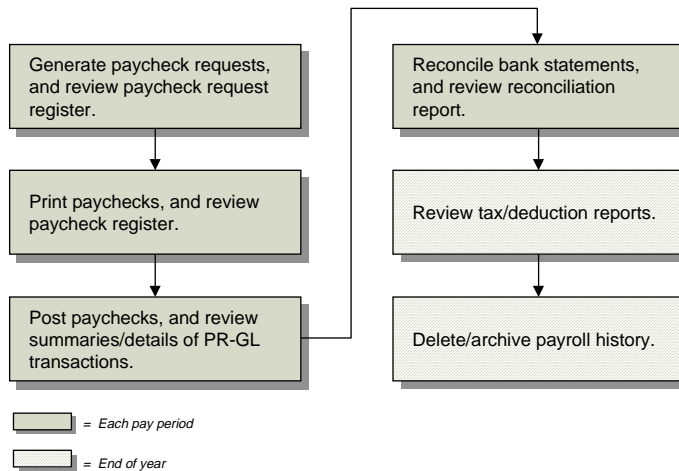 Generate paycheck requests,
and review paycheck request
register.
Print paychecks, and review
paycheck register.
Post paychecks, and review
summaries/details of PR-GL
transactions.
Reconcile bank statements,
and review reconciliation
report.
Review tax/deduction reports.
Delete/archive payroll history.
= Each pay period
= End of year